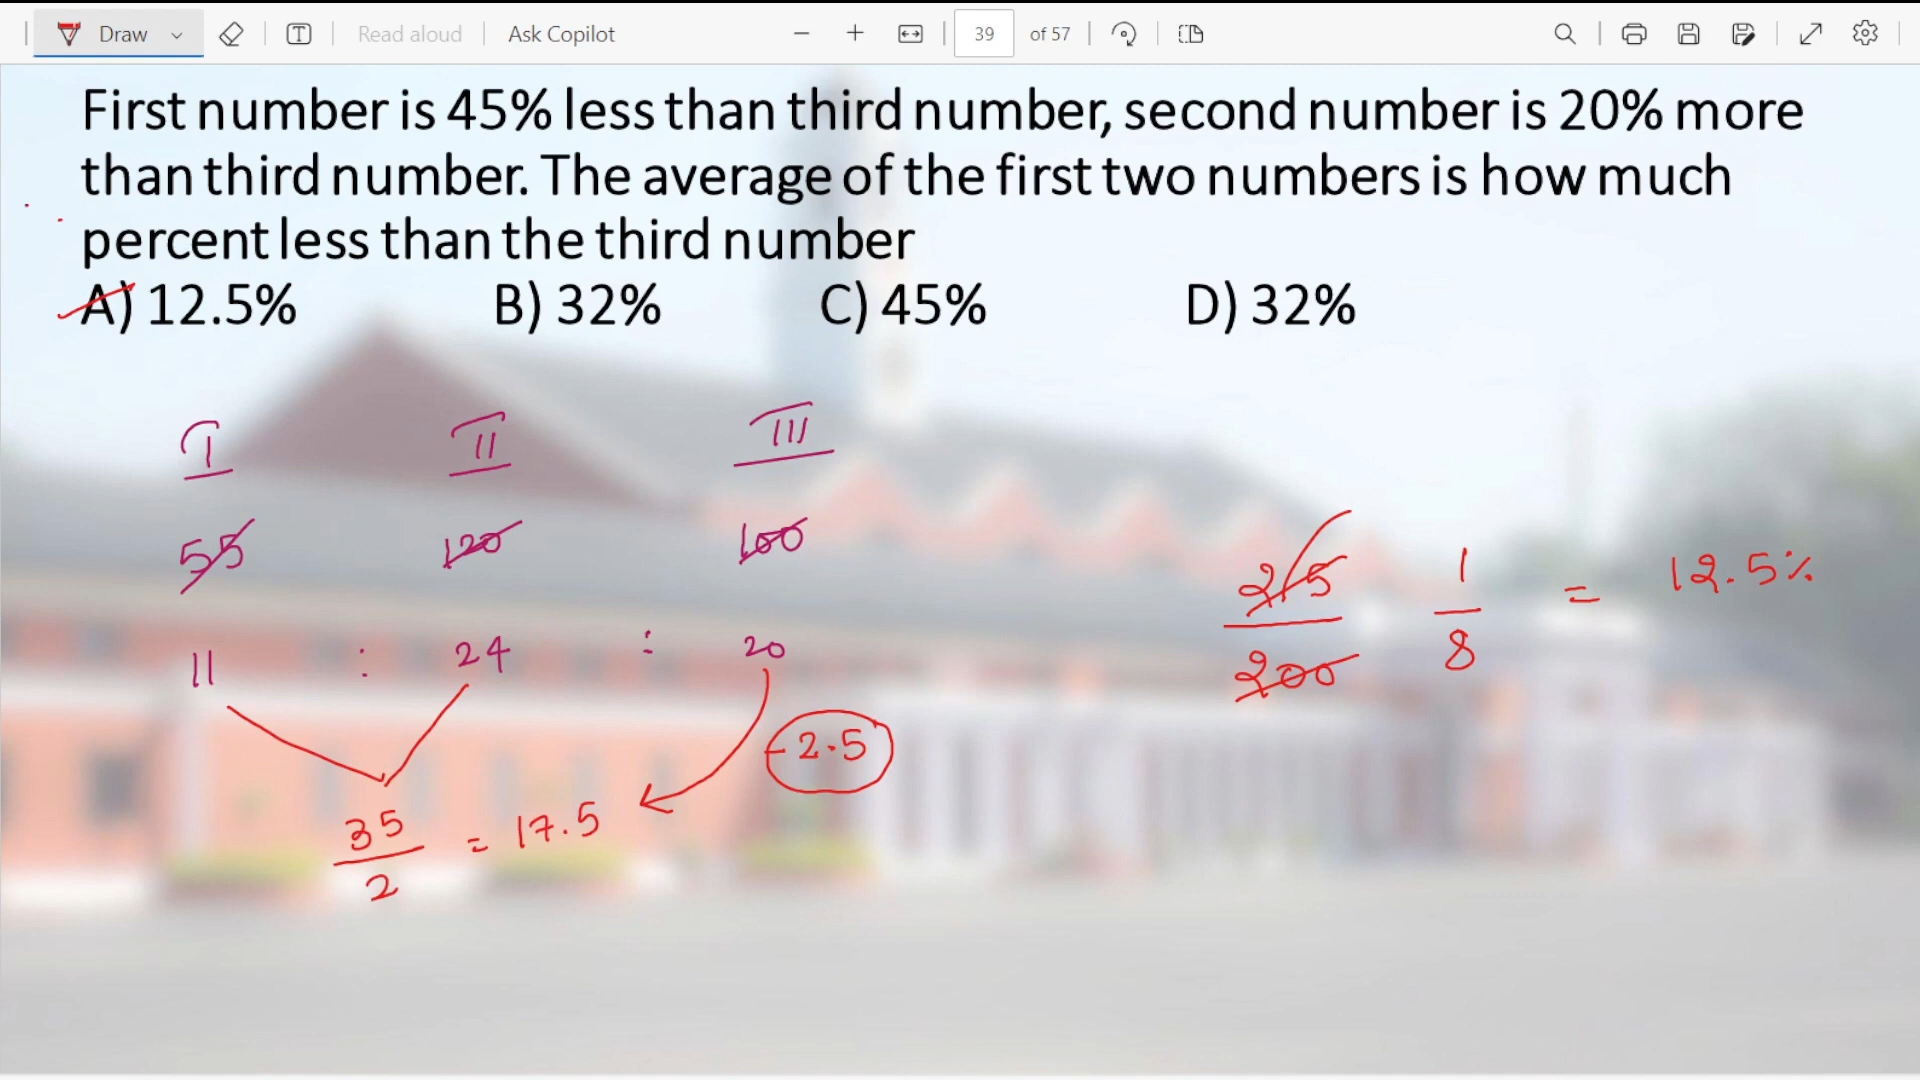 Draw Read aloud Ask Copilot 39 of 57
First number is 45% less than third number, second number is 20% more
than third number. The average of the first two numbers is how much
percent less than the third number
A) 12.5% B) 32% C) 45% D) 32%
I II III
55 120 100
2.5/200 1/8 = 12.5%
11 : 24 : 20
-2.5
35/2 = 17.5